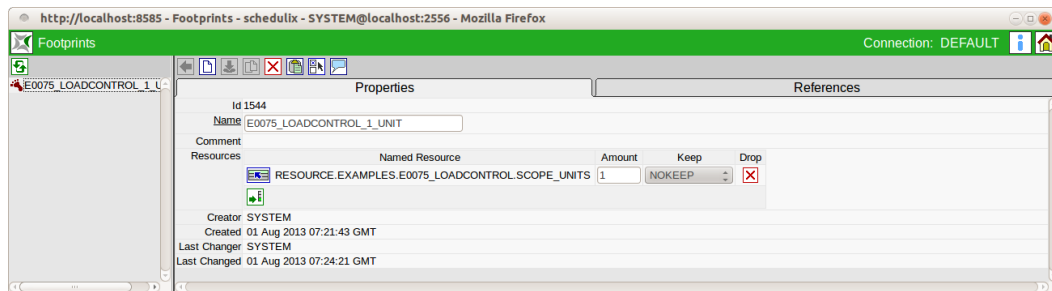 http://localhost:8585 - Footprints - schedulix - SYSTEM@localhost:2556 - Mozilla Firefox
Footprints Connection: DEFAULT
E0075_LOADCONTROL_1_U
Properties References
Id 1544
Name E0075_LOADCONTROL_1_UNIT
Comment
Resources Named Resource Amount Keep Drop
RESOURCE.EXAMPLES.E0075_LOADCONTROL.SCOPE_UNITS 1 NOKEEP
Creator SYSTEM
Created 01 Aug 2013 07:21:43 GMT
Last Changer SYSTEM
Last Changed 01 Aug 2013 07:24:21 GMT